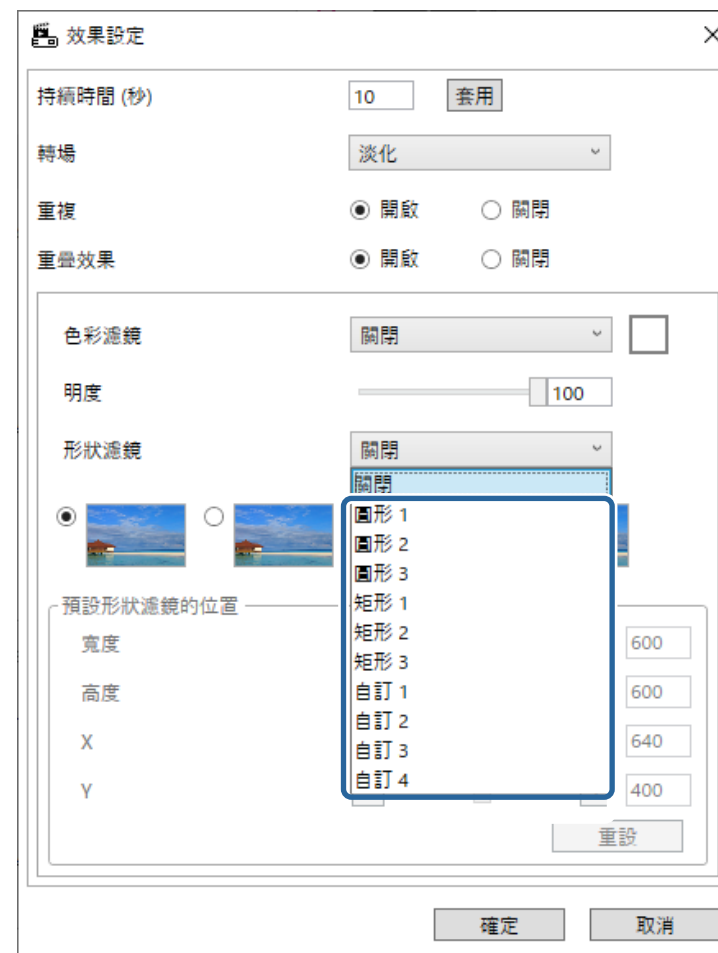 效果設定
持續時間 (秒) 10 套用
轉場 淡化
重複 開啟 關閉
重疊效果 開啟 關閉
色彩濾鏡 關閉
明度 100
形狀濾鏡 關閉
關閉
圓形 1
圓形 2
圓形 3
矩形 1
矩形 2
矩形 3
自訂 1
自訂 2
自訂 3
自訂 4
預設形狀濾鏡的位置
寬度 600
高度 600
X 640
Y 400
重設
確定 取消